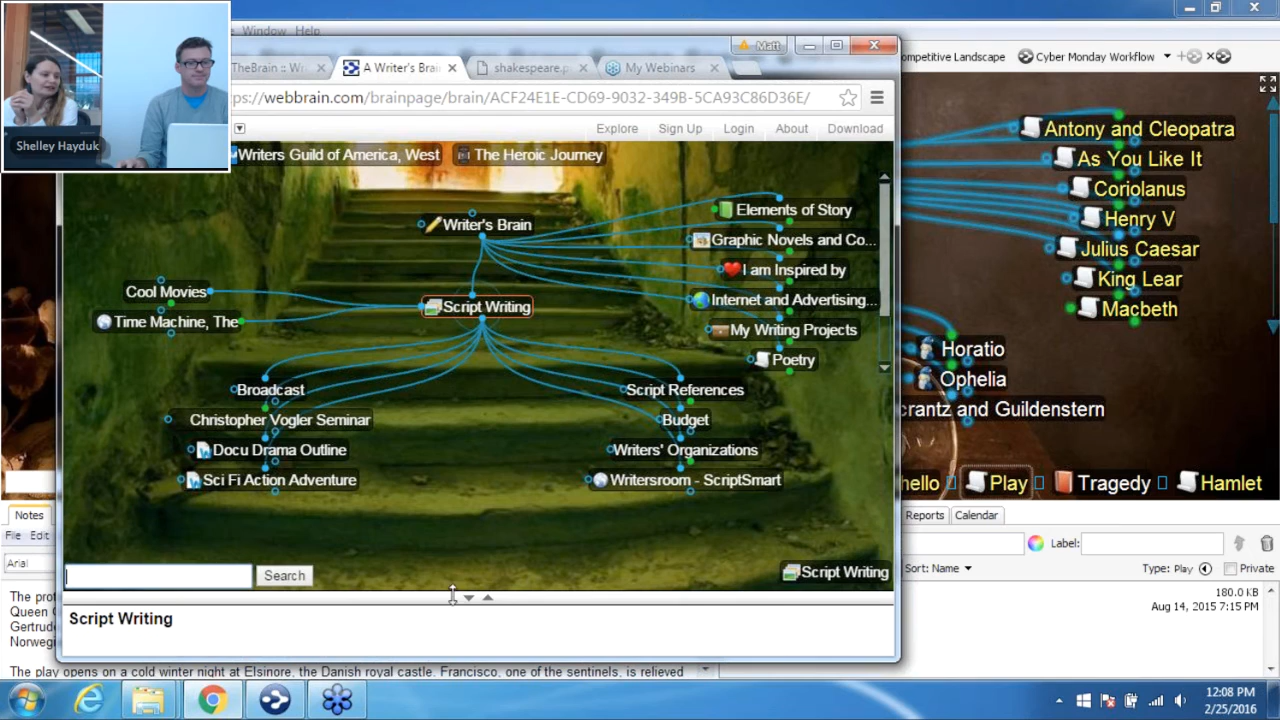 Window Help
Matt
TheBrain :: Wr
A Writer's Brai
shakespeare.p
My Webinars
ompetitive Landscape
Cyber Monday Workflow
ps://webbrain.com/brainpage/brain/ACF24E1E-CD69-9032-349B-5CA93C86D36E/
Explore
Sign Up
Login
About
Download
Shelley Hayduk
Writers Guild of America, West
The Heroic Journey
Writer's Brain
Elements of Story
Graphic Novels and Co...
I am Inspired by
Internet and Advertising...
My Writing Projects
Poetry
Cool Movies
Time Machine, The
Script Writing
Broadcast
Christopher Vogler Seminar
Docu Drama Outline
Sci Fi Action Adventure
Script References
Budget
Writers' Organizations
Writersroom - ScriptSmart
Search
Script Writing
Script Writing
Antony and Cleopatra
As You Like It
Coriolanus
Henry V
Julius Caesar
King Lear
Macbeth
Horatio
Ophelia
crantz and Guildenstern
hello
Play
Tragedy
Hamlet
Notes
File Edit
Arial
The prot
Queen G
Gertrud
Norwegi
The play opens on a cold winter night at Elsinore, the Danish royal castle. Francisco, one of the sentinels, is relieved
Reports
Calendar
Label:
Sort: Name
Type: Play
Private
180.0 KB
Aug 14, 2015 7:15 PM
12:08 PM
2/25/2016